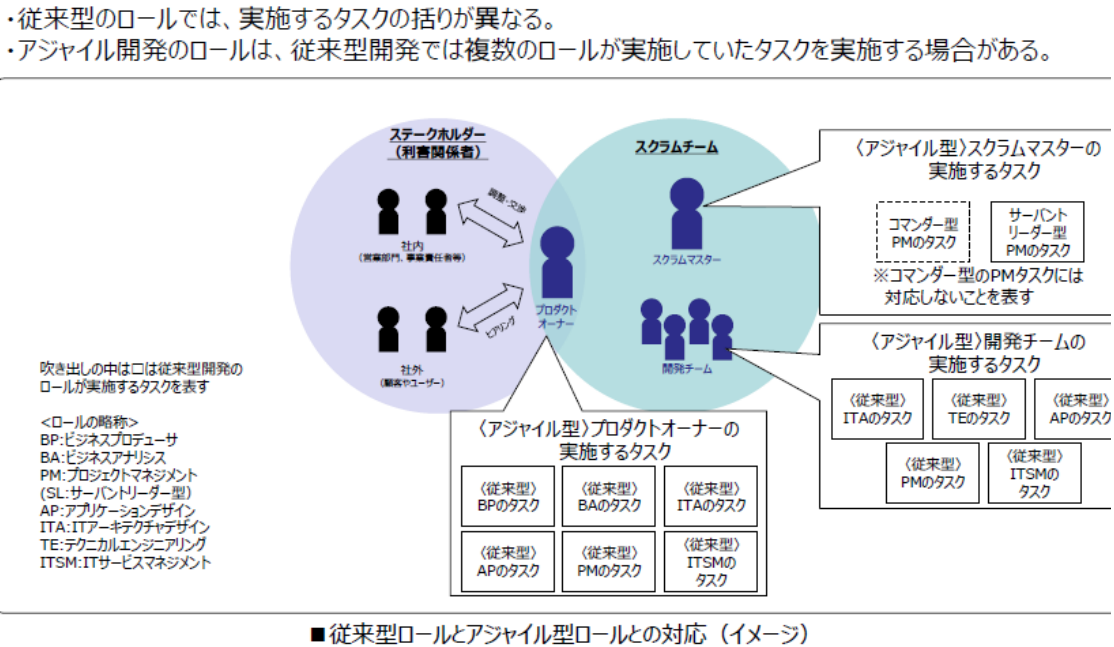 ・従来型のロールでは、実施するタスクの括りが異なる。
・アジャイル開発のロールは、従来型開発では複数のロールが実施していたタスクを実施する場合がある。
ステークホルダー
（利害関係者）
調整・交渉
社内
（営業部門、事業責任者等）
ヒアリング
社外
（顧客やユーザー）
プロダクト
オーナー
スクラムチーム
スクラムマスター
開発チーム
〈アジャイル型〉スクラムマスターの
実施するタスク
コマンダー型
PMのタスク
サーバント
リーダー型
PMのタスク
※コマンダー型のPMタスクには
対応しないことを表す
〈アジャイル型〉開発チームの
実施するタスク
〈従来型〉
ITAのタスク
〈従来型〉
TEのタスク
〈従来型〉
APのタスク
〈従来型〉
PMのタスク
〈従来型〉
ITSMの
タスク
〈アジャイル型〉プロダクトオーナーの
実施するタスク
〈従来型〉
BPのタスク
〈従来型〉
BAのタスク
〈従来型〉
ITAのタスク
〈従来型〉
APのタスク
〈従来型〉
PMのタスク
〈従来型〉
ITSMの
タスク
吹き出しの中は□は従来型開発の
ロールが実施するタスクを表す
<ロールの略称>
BP:ビジネスプロデューサ
BA:ビジネスアナリシス
PM:プロジェクトマネジメント
(SL:サーバントリーダー型)
AP:アプリケーションデザイン
ITA:ITアーキテクチャデザイン
TE:テクニカルエンジニアリング
ITSM:ITサービスマネジメント
■従来型ロールとアジャイル型ロールとの対応（イメージ）